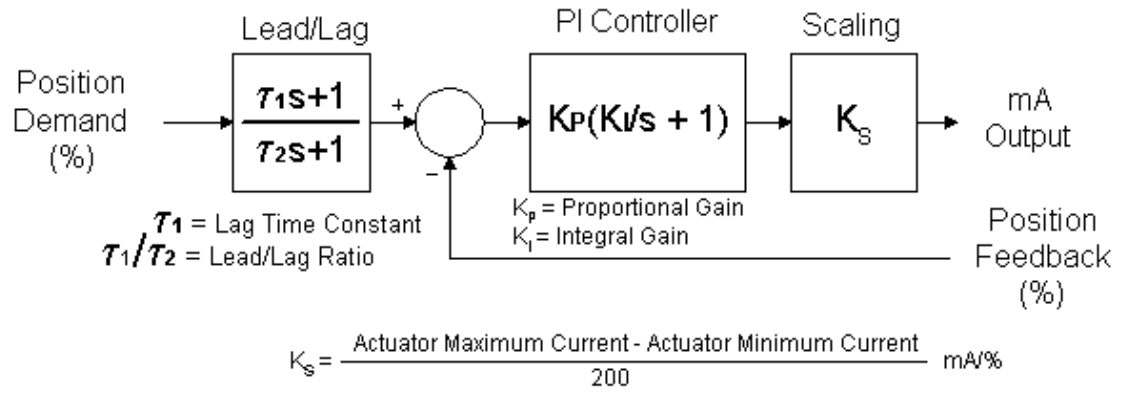 Lead/Lag
PI Controller
Scaling
Position
Demand
(%)
τ1s+1
τ2s+1
+
−
KP(KI/s + 1)
KS
mA
Output
τ1 = Lag Time Constant
τ1/τ2 = Lead/Lag Ratio
Kp = Proportional Gain
KI = Integral Gain
Position
Feedback
(%)
KS = Actuator Maximum Current - Actuator Minimum Current mA/%
200